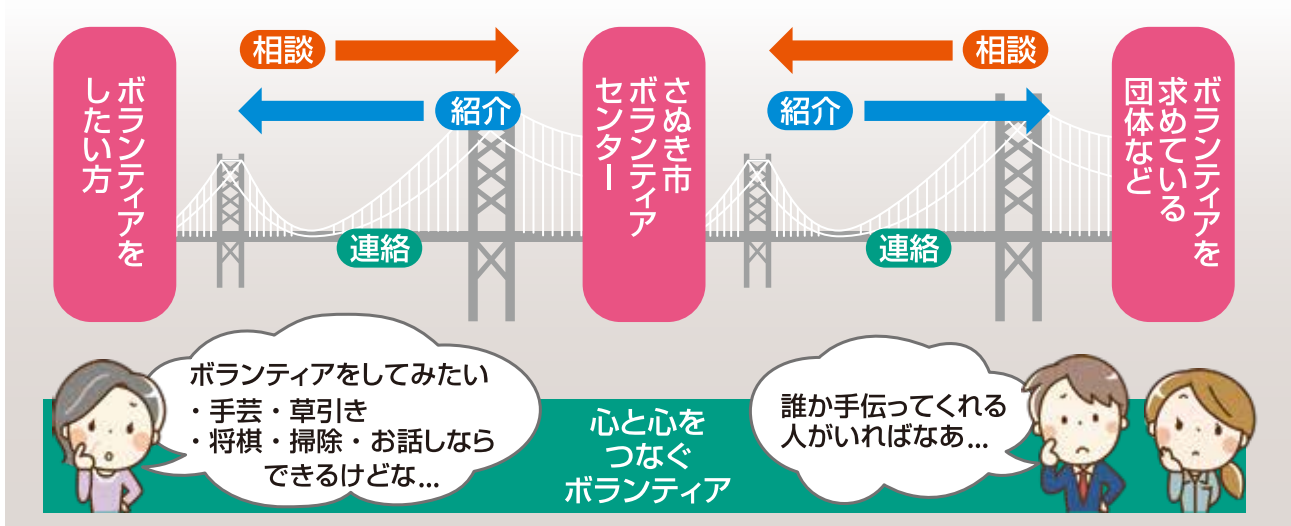 ボランティアを
したい方
相談
紹介
連絡
さぬき市
ボランティア
センター
相談
紹介
連絡
ボランティアを
求めている
団体など
ボランティアをしてみたい
・手芸・草引き
・将棋・掃除・お話しなら
できるけどな...
心と心を
つなぐ
ボランティア
誰か手伝ってくれる
人がいればなあ...